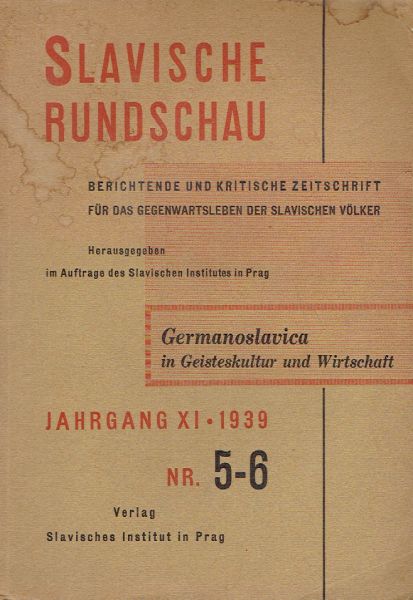 SLAVISCHE
RUNDSCHAU
BERICHTENDE UND KRITISCHE ZEITSCHRIFT
FÜR DAS GEGENWARTSLEBEN DER SLAVISCHEN VÖLKER
Herausgegeben
im Auftrage des Slavischen Institutes in Prag
Germanoslavica
in Geisteskultur und Wirtschaft
JAHRGANG XI • 1939
NR. 5-6
Verlag
Slavisches Institut in Prag